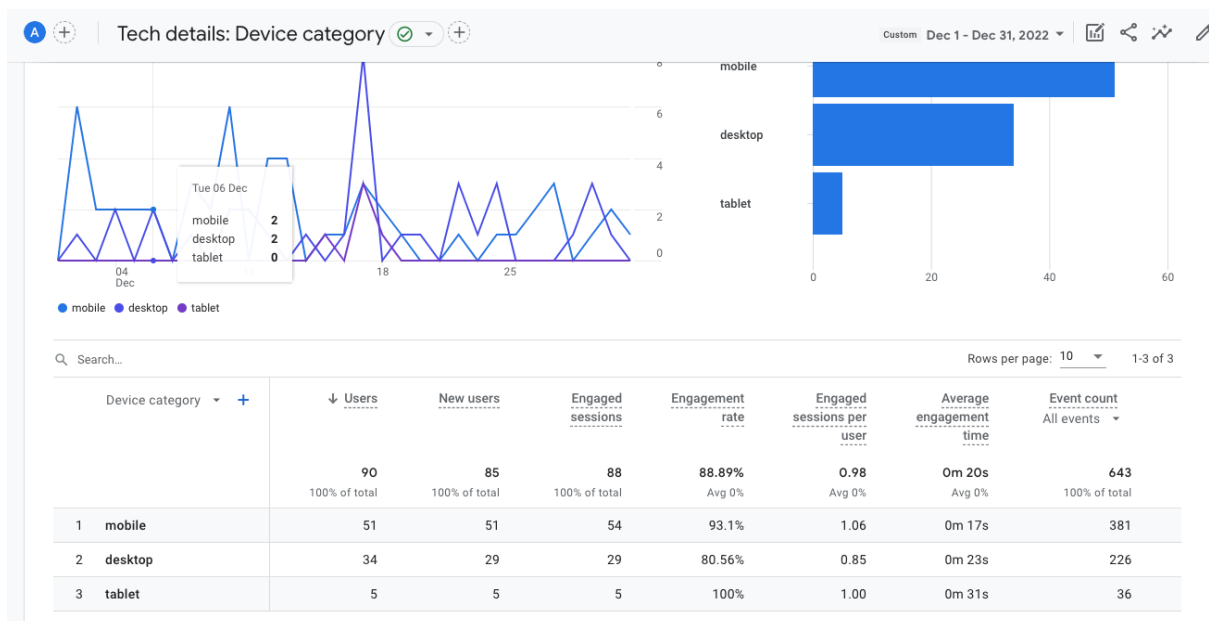 A
Tech details: Device category
Custom Dec 1 - Dec 31, 2022
8
6
4
2
0
Tue 06 Dec
mobile 2
desktop 2
tablet 0
04
Dec
18
25
mobile desktop tablet
mobile
desktop
tablet
0 20 40 60
Search...
Rows per page: 10 1-3 of 3
Device category + Users New users Engaged sessions Engagement rate Engaged sessions per user Average engagement time Event count
All events
90 85 88 88.89% 0.98 0m 20s 643
100% of total 100% of total 100% of total Avg 0% Avg 0% Avg 0% 100% of total
1 mobile 51 51 54 93.1% 1.06 0m 17s 381
2 desktop 34 29 29 80.56% 0.85 0m 23s 226
3 tablet 5 5 5 100% 1.00 0m 31s 36